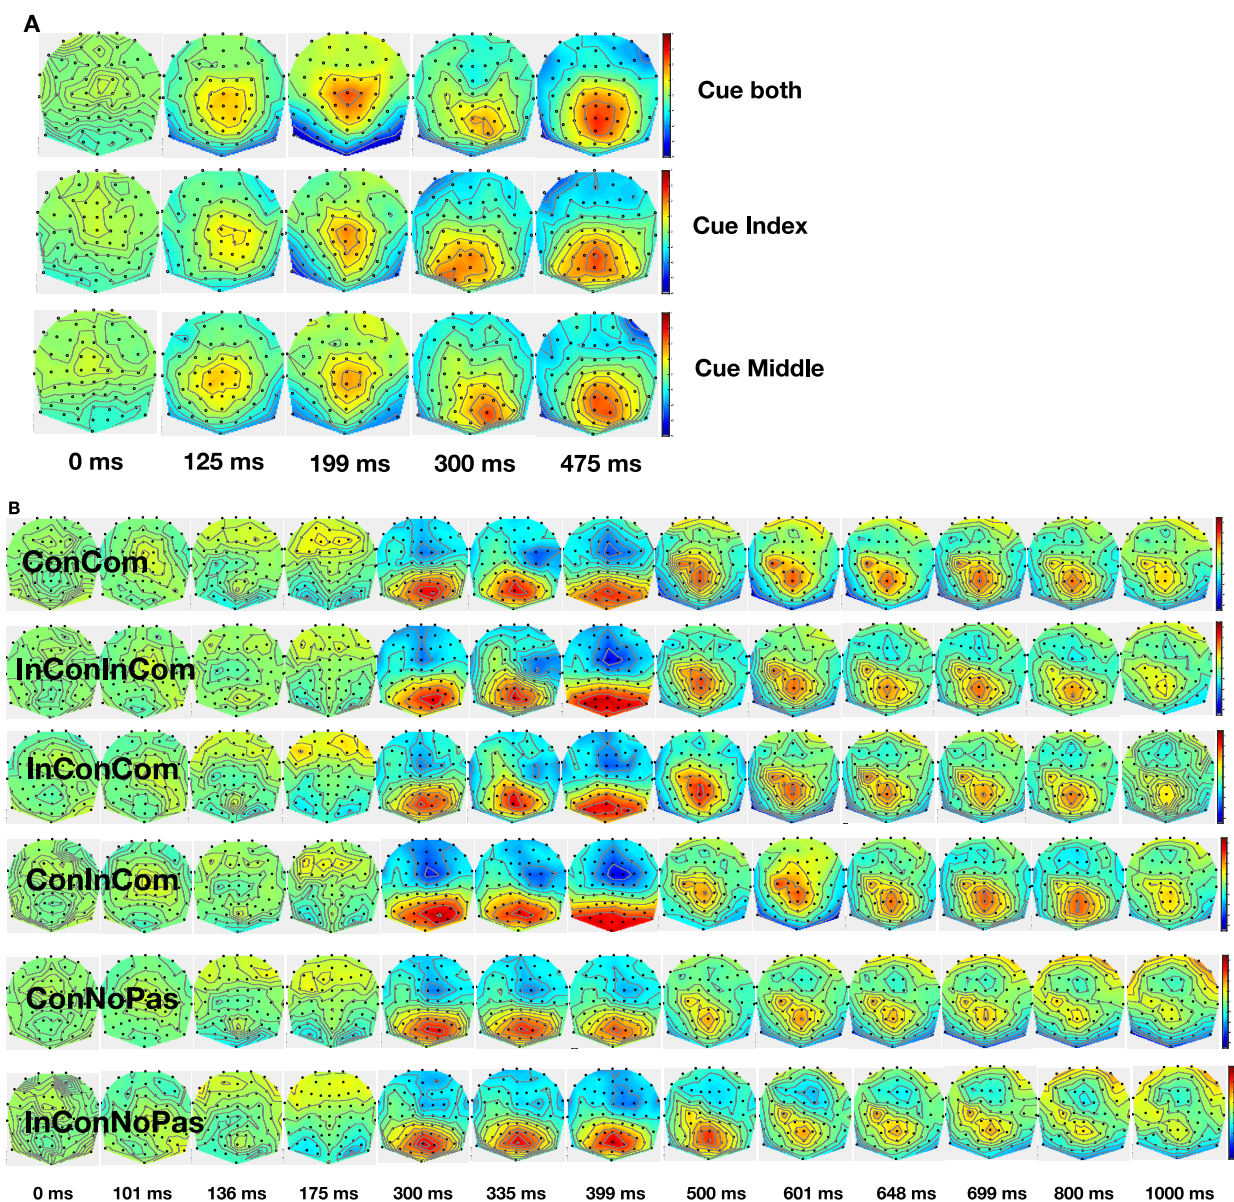 A
Cue both
Cue Index
Cue Middle
0 ms 125 ms 199 ms 300 ms 475 ms
B
ConCom
InConInCom
InConCom
ConInCom
ConNoPas
InConNoPas
0 ms 101 ms 136 ms 175 ms 300 ms 335 ms 399 ms 500 ms 601 ms 648 ms 699 ms 800 ms 1000 ms